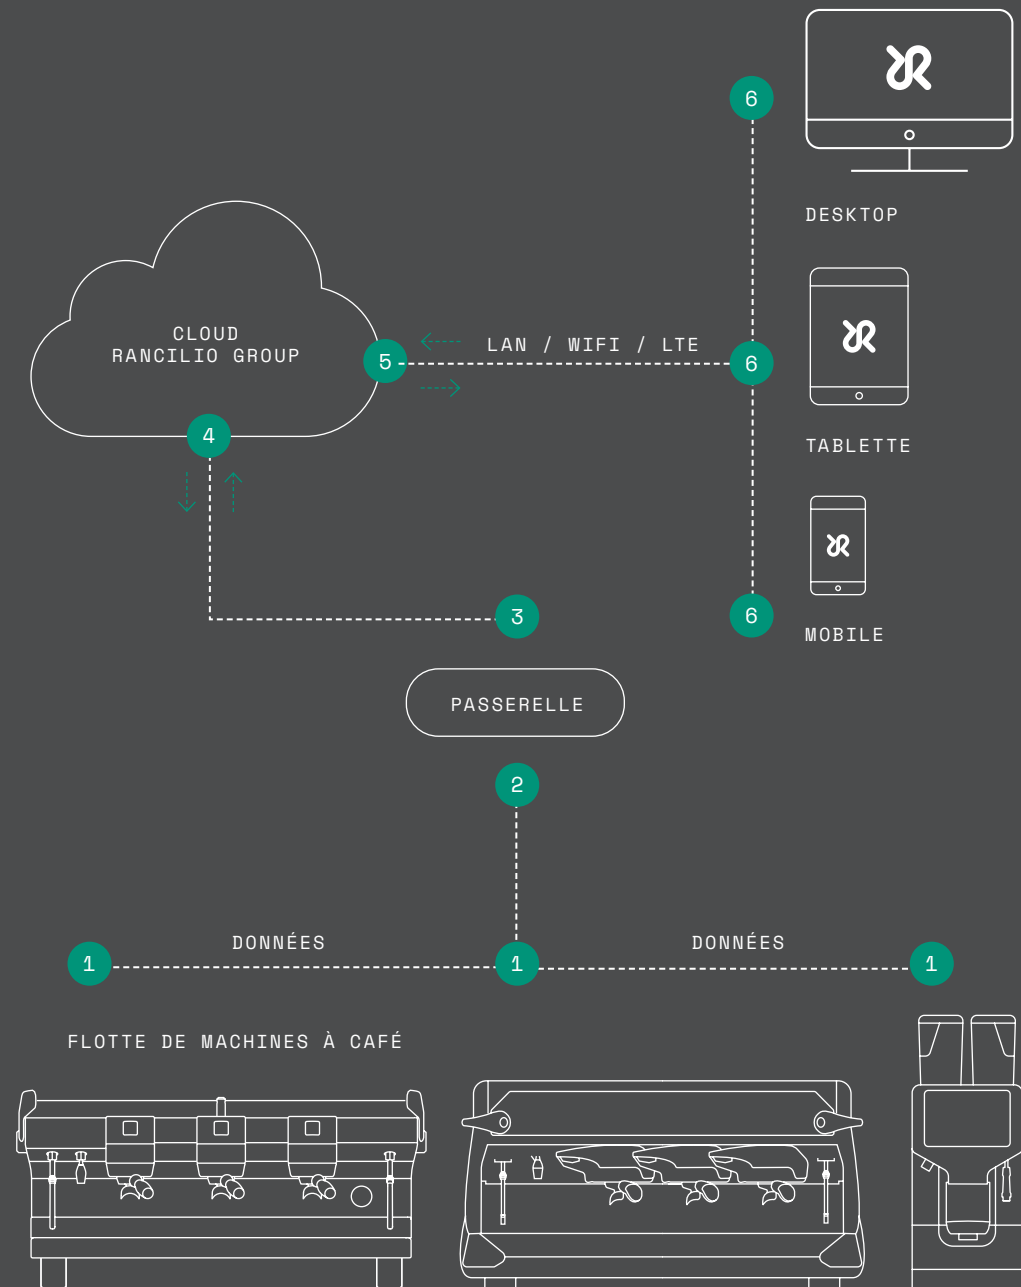 6
DESKTOP
CLOUD
RANCILIO GROUP
5
LAN / WIFI / LTE
6
4
TABLETTE
3
6
MOBILE
PASSERELLE
2
DONNÉES
DONNÉES
1
1
1
FLOTTE DE MACHINES À CAFÉ